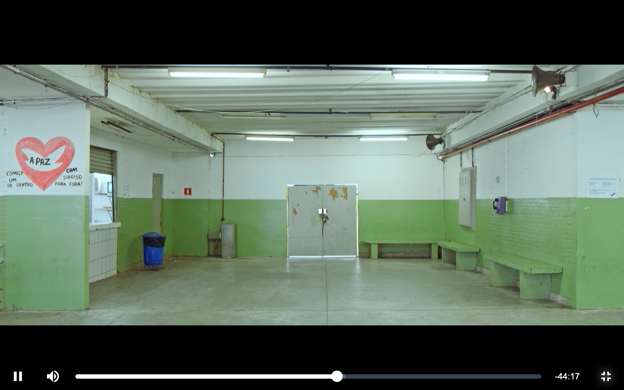 A PAZ
COMEÇA COM
UM SORRISO
DE DENTRO PARA FORA!
-44:17